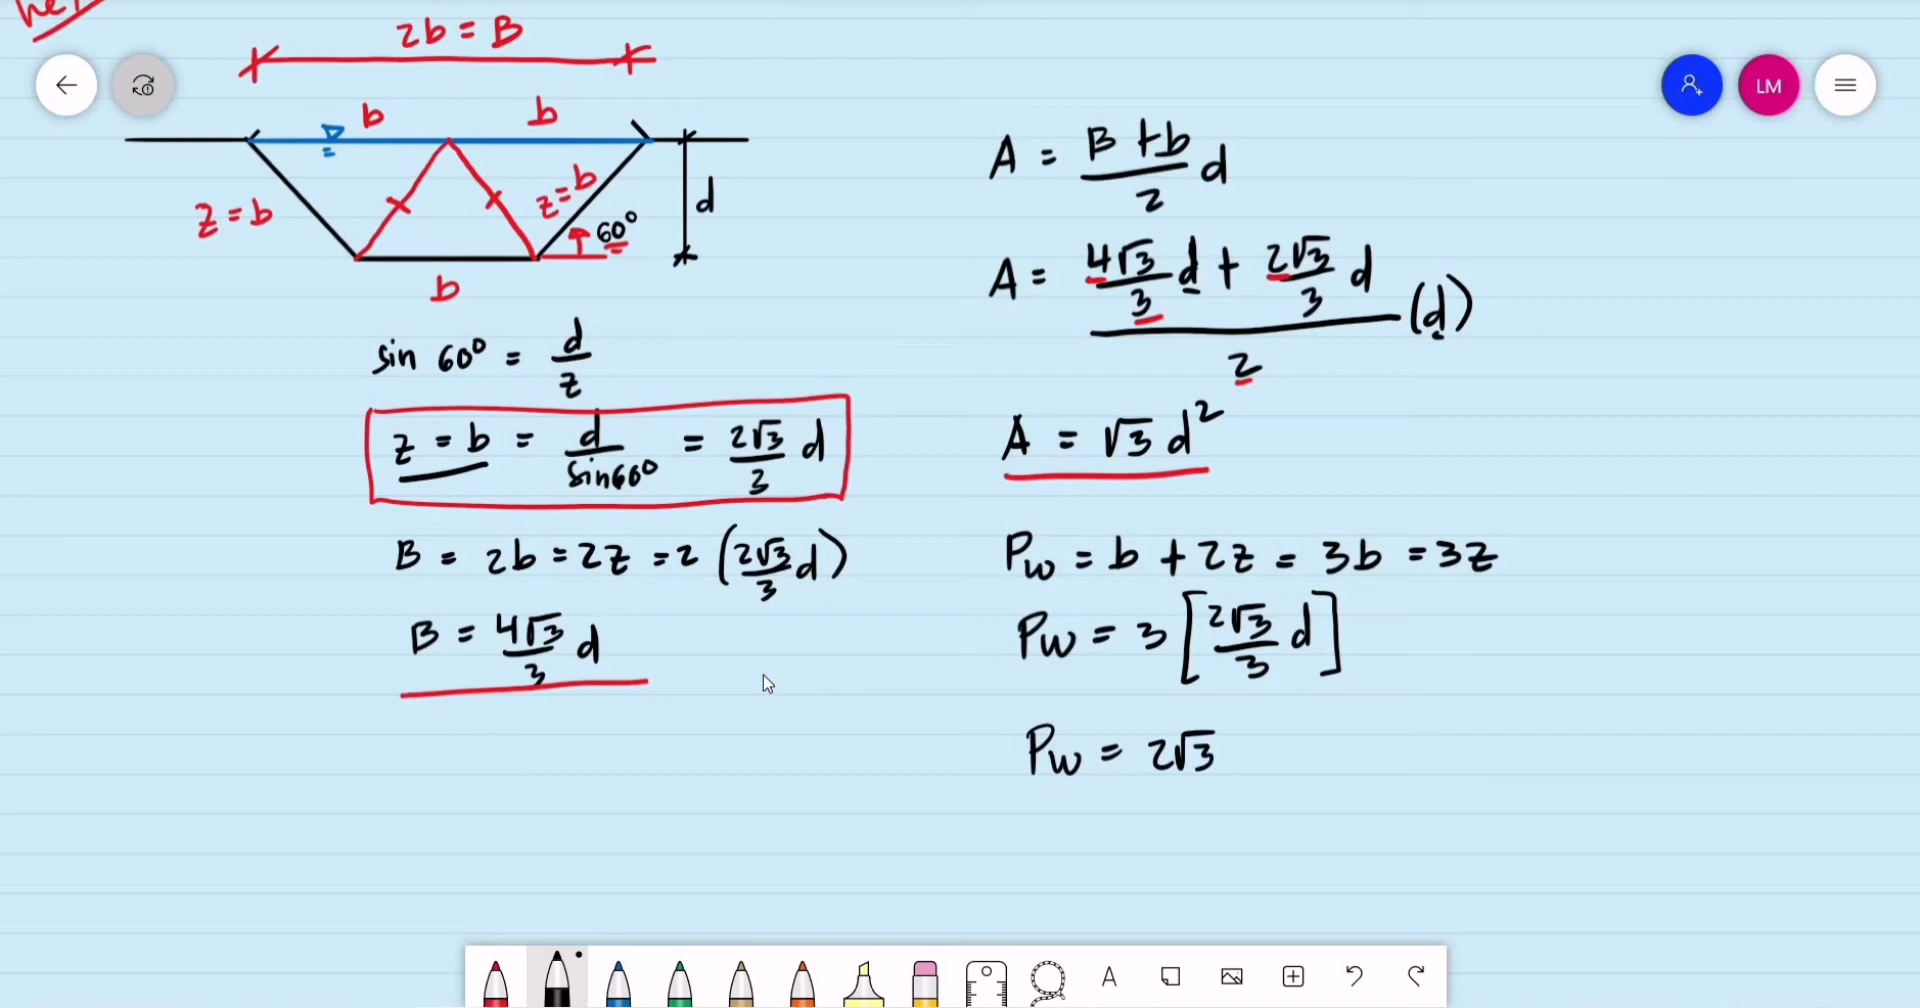 he
2b = B
b b
z = b
z = b
60°
d
b
sin 60° = d/z
z = b = d/sin60° = 2√3/3 d
B = 2b = 2z = 2 (2√3/3 d)
B = 4√3/3 d
LM
A = B + b/2 d
A = 4√3/3 d + 2√3/3 d/2 (d)
A = √3 d²
Pw = b + 2z = 3b = 3z
Pw = 3 [2√3/3 d]
Pw = 2√3
A